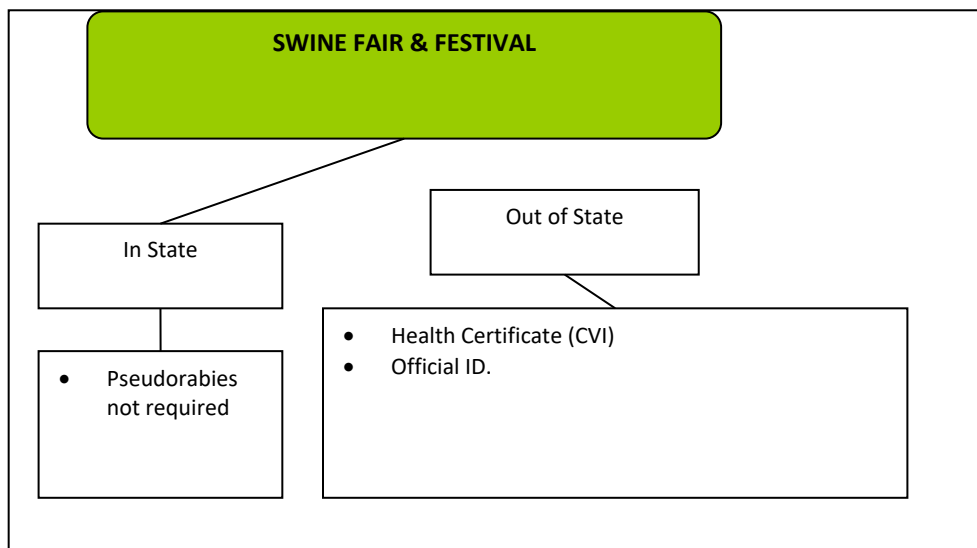 SWINE FAIR & FESTIVAL
In State
Out of State
• Pseudorabies
not required
• Health Certificate (CVI)
• Official ID.